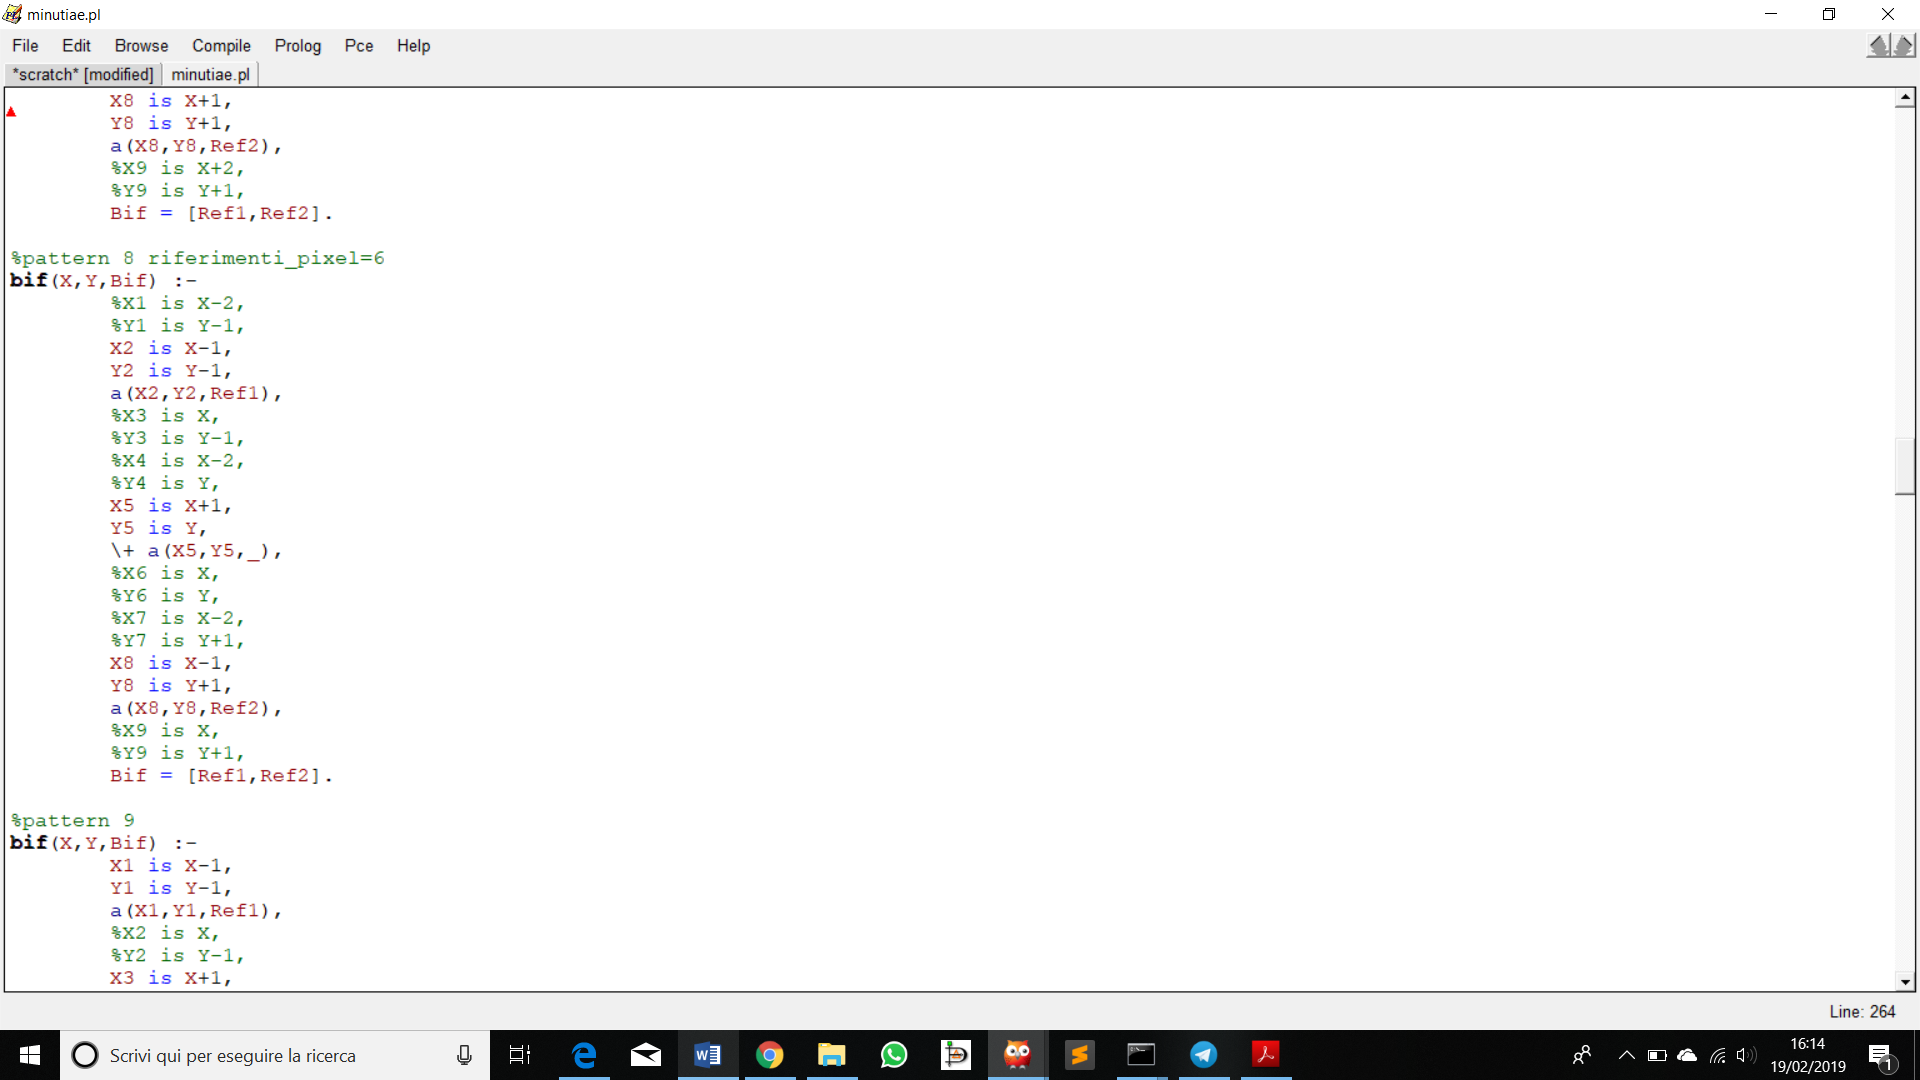 minutiae.pl
File Edit Browse Compile Prolog Pce Help
*scratch* [modified] minutiae.pl
X8 is X+1,
Y8 is Y+1,
a(X8,Y8,Ref2),
%X9 is X+2,
%Y9 is Y+1,
Bif = [Ref1,Ref2].
%pattern 8 riferimenti_pixel=6
bif(X,Y,Bif) :-
%X1 is X-2,
%Y1 is Y-1,
X2 is X-1,
Y2 is Y-1,
a(X2,Y2,Ref1),
%X3 is X,
%Y3 is Y-1,
%X4 is X-2,
%Y4 is Y,
X5 is X+1,
Y5 is Y,
\+ a(X5,Y5,_),
%X6 is X,
%Y6 is Y,
%X7 is X-2,
%Y7 is Y+1,
X8 is X-1,
Y8 is Y+1,
a(X8,Y8,Ref2),
%X9 is X,
%Y9 is Y+1,
Bif = [Ref1,Ref2].
%pattern 9
bif(X,Y,Bif) :-
X1 is X-1,
Y1 is Y-1,
a(X1,Y1,Ref1),
%X2 is X,
%Y2 is Y-1,
X3 is X+1,
Line: 264
Scrivi qui per eseguire la ricerca
16:14
19/02/2019
1